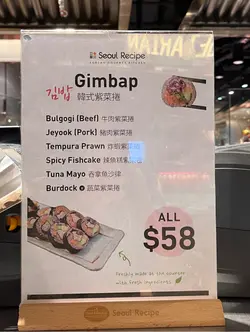 Seoul Recipe
Gimbap
김밥 韓式紫菜捲
Bulgogi (Beef) 牛肉紫菜捲
Jeyook (Pork) 豬肉紫菜捲
Tempura Prawn 炸蝦紫菜捲
Spicy Fishcake 辣魚糕紫菜捲
Tuna Mayo 吞拿魚沙律
Burdock 蔬菜紫菜捲
ALL
$58
Freshly made at the counter
with fresh ingredients
Seoul Recipe